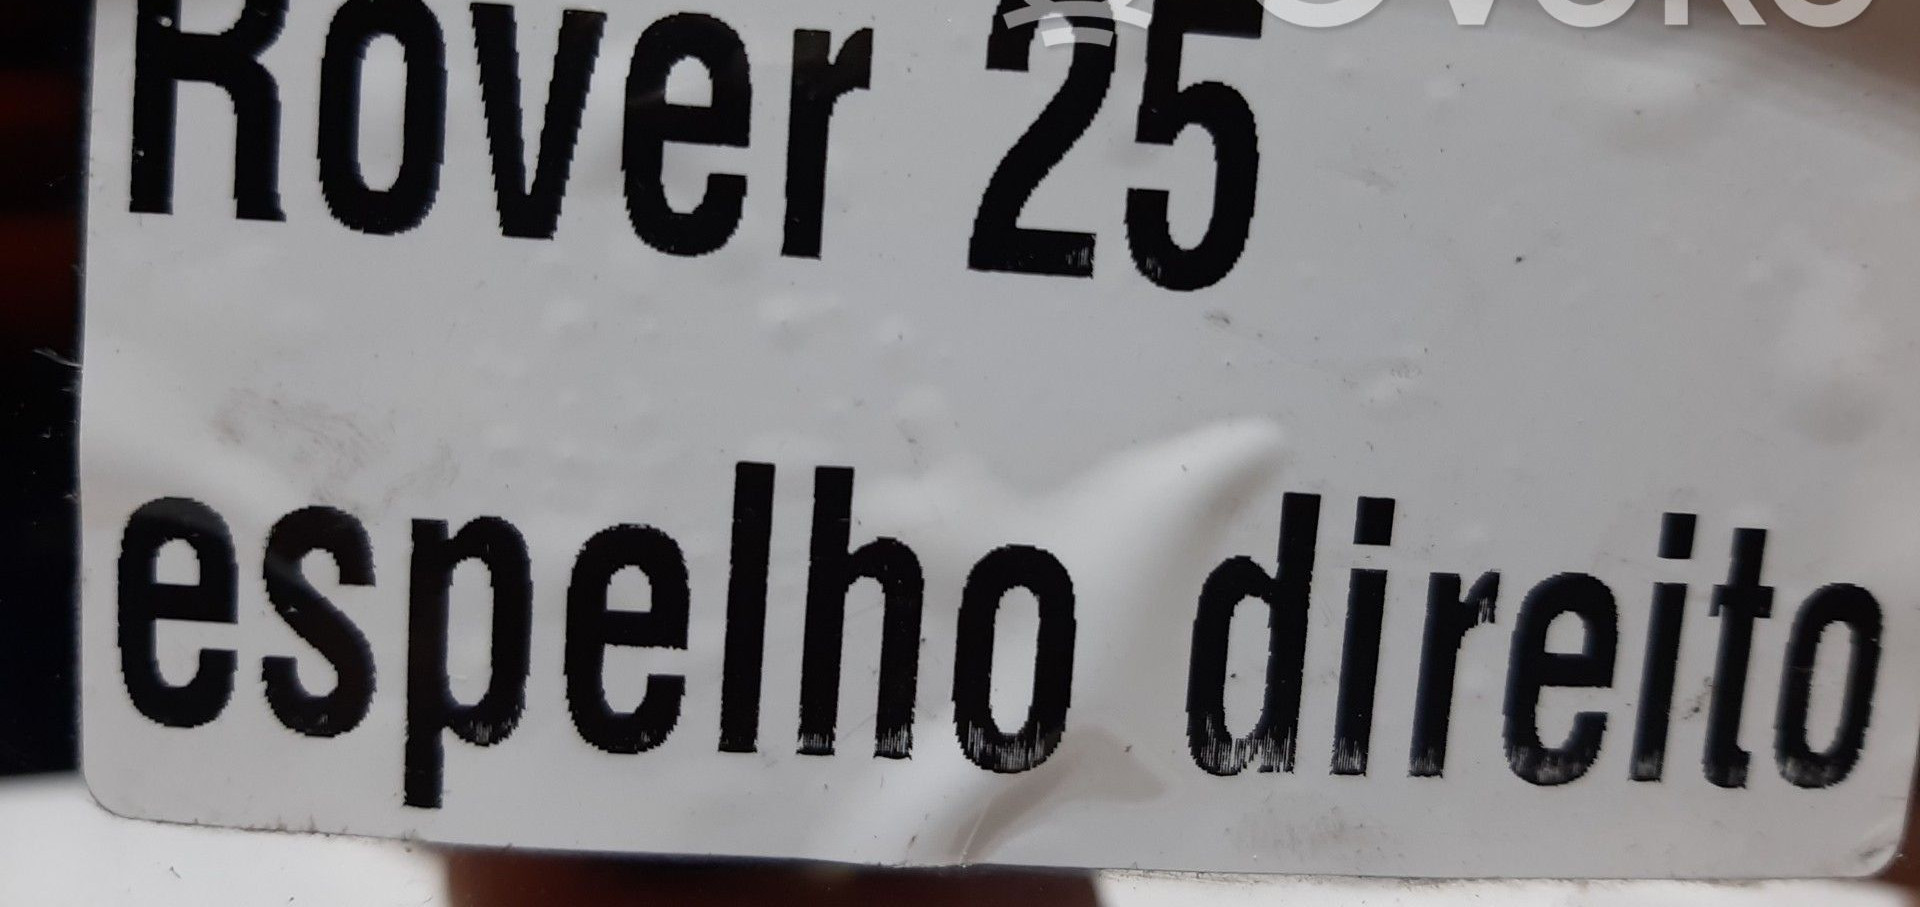 Rover 25
espelho direito